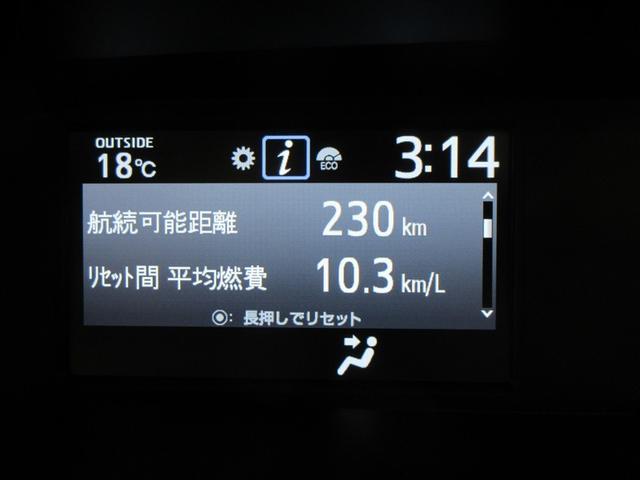 OUTSIDE
18℃
i
ECO
3:14
航続可能距離 230 km
ﾘｾｯﾄ間 平均燃費 10.3 km/L
◉: 長押しでリセット